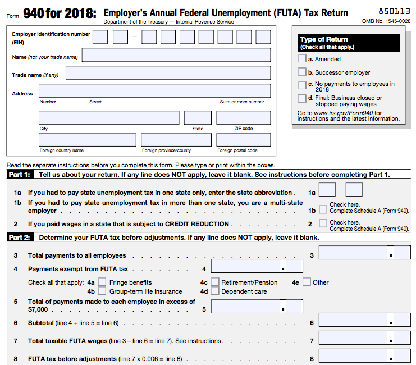 Form 940 for 2018: Employer's Annual Federal Unemployment (FUTA) Tax Return
850113
Department of the Treasury — Internal Revenue Service
OMB No. 1545-0028
Employer identification number
(EIN)
–
Name (not your trade name)
Trade name (if any)
Address
Number Street Suite or room number
City State ZIP code
Foreign country name Foreign province/county Foreign postal code
Type of Return
(Check all that apply.)
a. Amended
b. Successor employer
c. No payments to employees in
2018
d. Final: Business closed or
stopped paying wages
Go to www.irs.gov/Form940 for
instructions and the latest information.
Read the separate instructions before you complete this form. Please type or print within the boxes.
Part 1: Tell us about your return. If any line does NOT apply, leave it blank. See instructions before completing Part 1.
1a If you had to pay state unemployment tax in one state only, enter the state abbreviation . 1a
1b If you had to pay state unemployment tax in more than one state, you are a multi-state
employer . . . . . . . . . . . . 1b Check here.
Complete Schedule A (Form 940).
2 If you paid wages in a state that is subject to CREDIT REDUCTION . . . . . . . 2 Check here.
Complete Schedule A (Form 940).
Part 2: Determine your FUTA tax before adjustments. If any line does NOT apply, leave it blank.
3 Total payments to all employees . . . . . . . . . . . . 3 .
4 Payments exempt from FUTA tax . . . . . . 4 .
Check all that apply: 4a Fringe benefits 4c Retirement/Pension 4e Other
4b Group-term life insurance 4d Dependent care
5 Total of payments made to each employee in excess of
$7,000 . . . . . . . . . . . . 5 .
6 Subtotal (line 4 + line 5 = line 6) . . . . . . . . . . . . 6 .
7 Total taxable FUTA wages (line 3 – line 6 = line 7). See instructions. . . . . . . 7 .
8 FUTA tax before adjustments (line 7 x 0.006 = line 8) . . . . . . . . 8 .